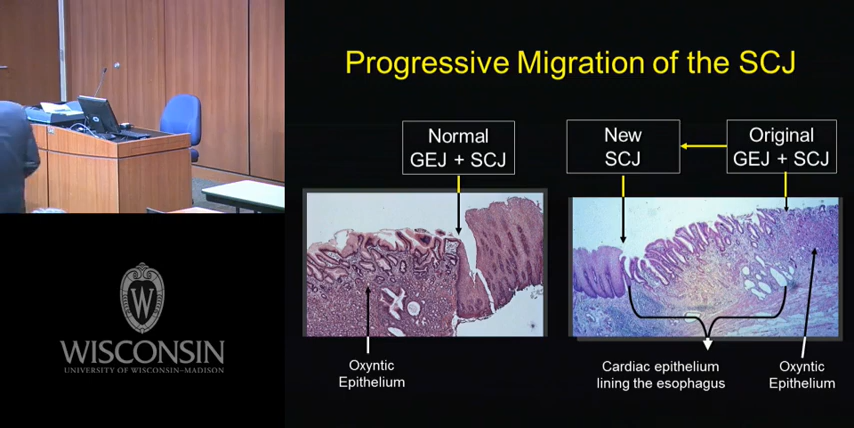 Progressive Migration of the SCJ
Normal
GEJ + SCJ
New
SCJ
Original
GEJ + SCJ
Oxyntic
Epithelium
Cardiac epithelium
lining the esophagus
Oxyntic
Epithelium
W
WISCONSIN
UNIVERSITY OF WISCONSIN–MADISON